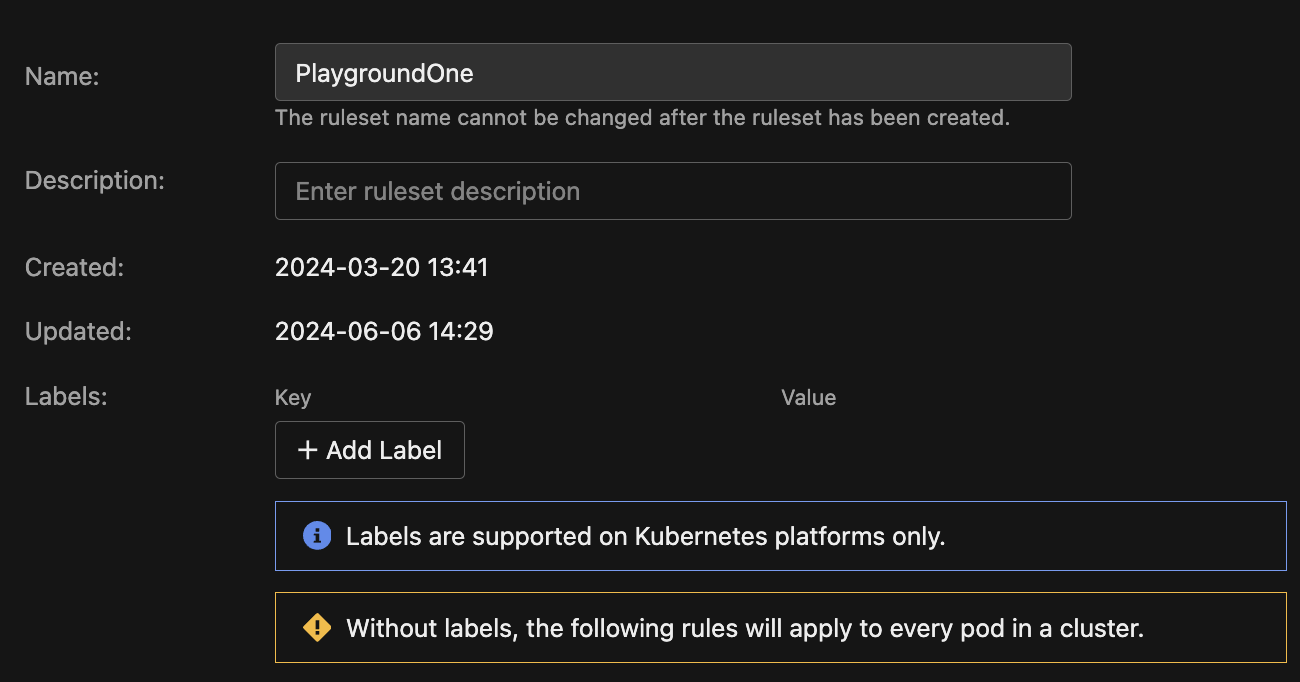 Name:
PlaygroundOne
The ruleset name cannot be changed after the ruleset has been created.
Description:
Enter ruleset description
Created:
2024-03-20 13:41
Updated:
2024-06-06 14:29
Labels:
Key Value
+ Add Label
Labels are supported on Kubernetes platforms only.
Without labels, the following rules will apply to every pod in a cluster.